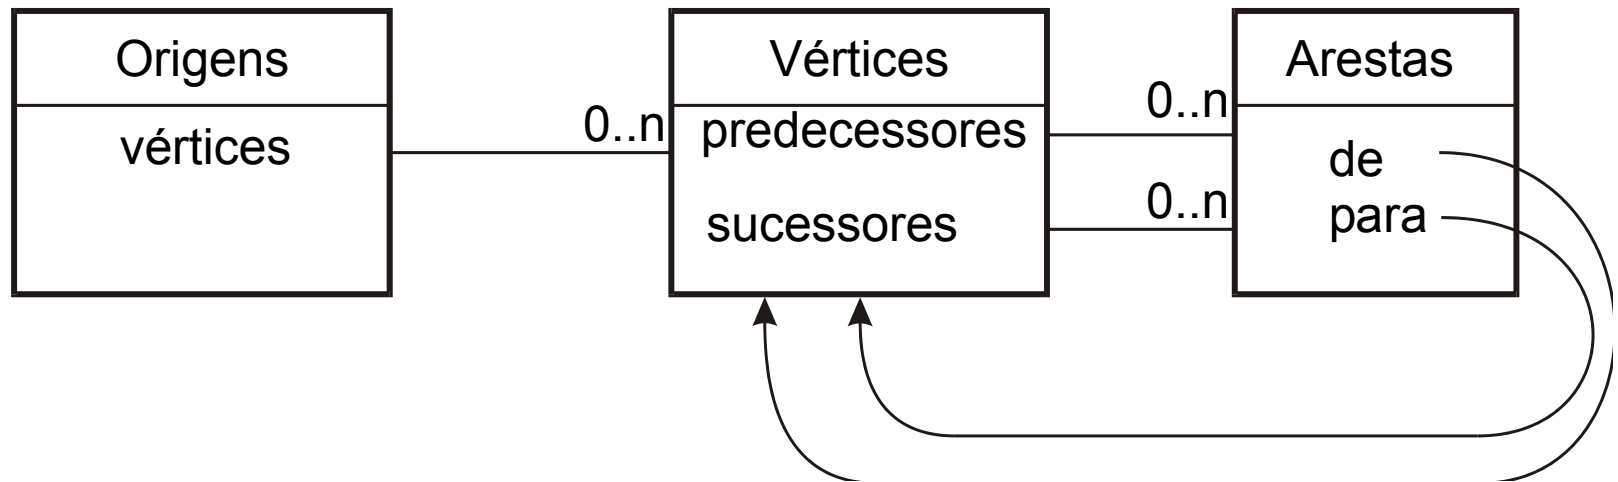 Origens
vértices
0..n
Vértices
predecessores
sucessores
0..n
0..n
Arestas
de
para